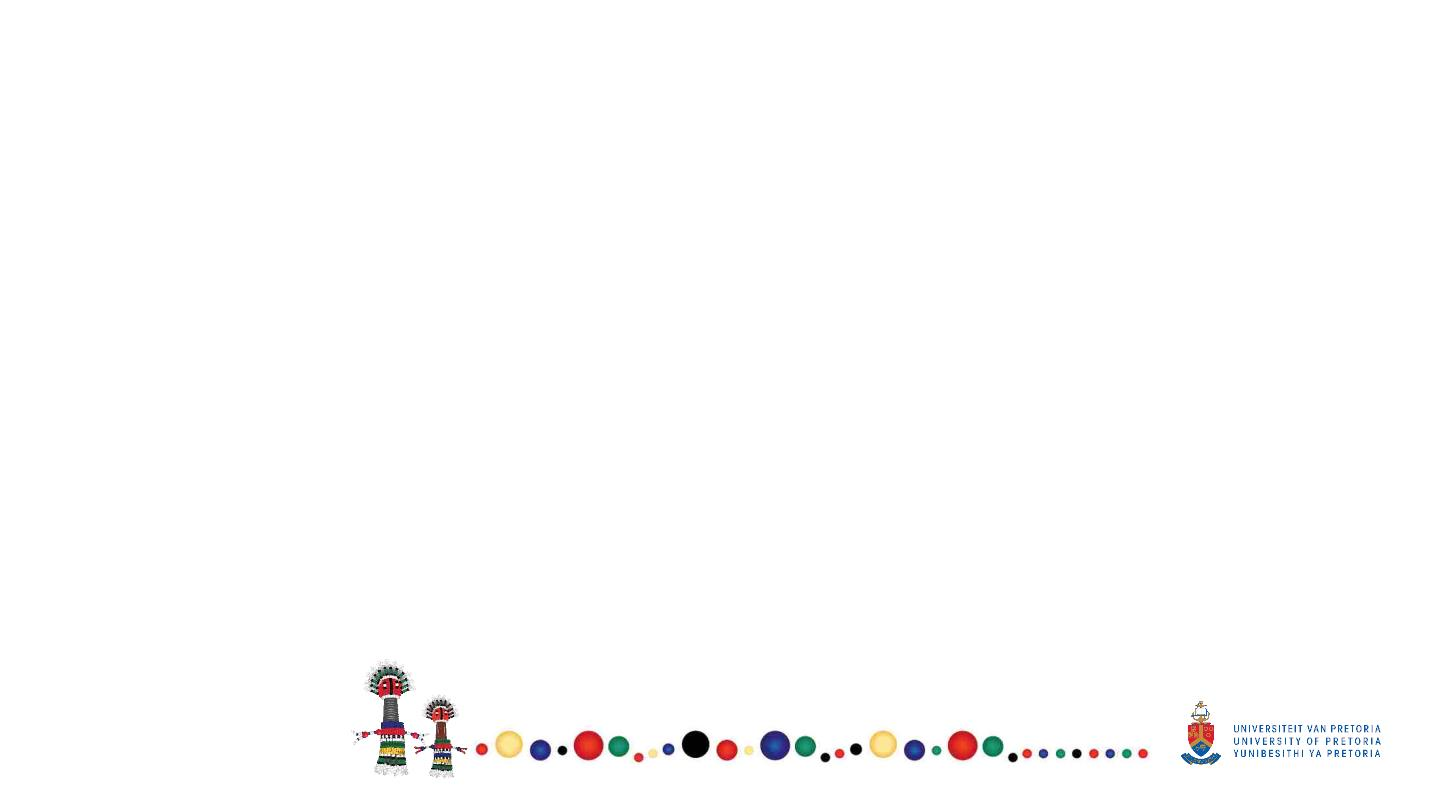 UNIVERSITEIT VAN PRETORIA
UNIVERSITY OF PRETORIA
YUNIBESITHI YA PRETORIA